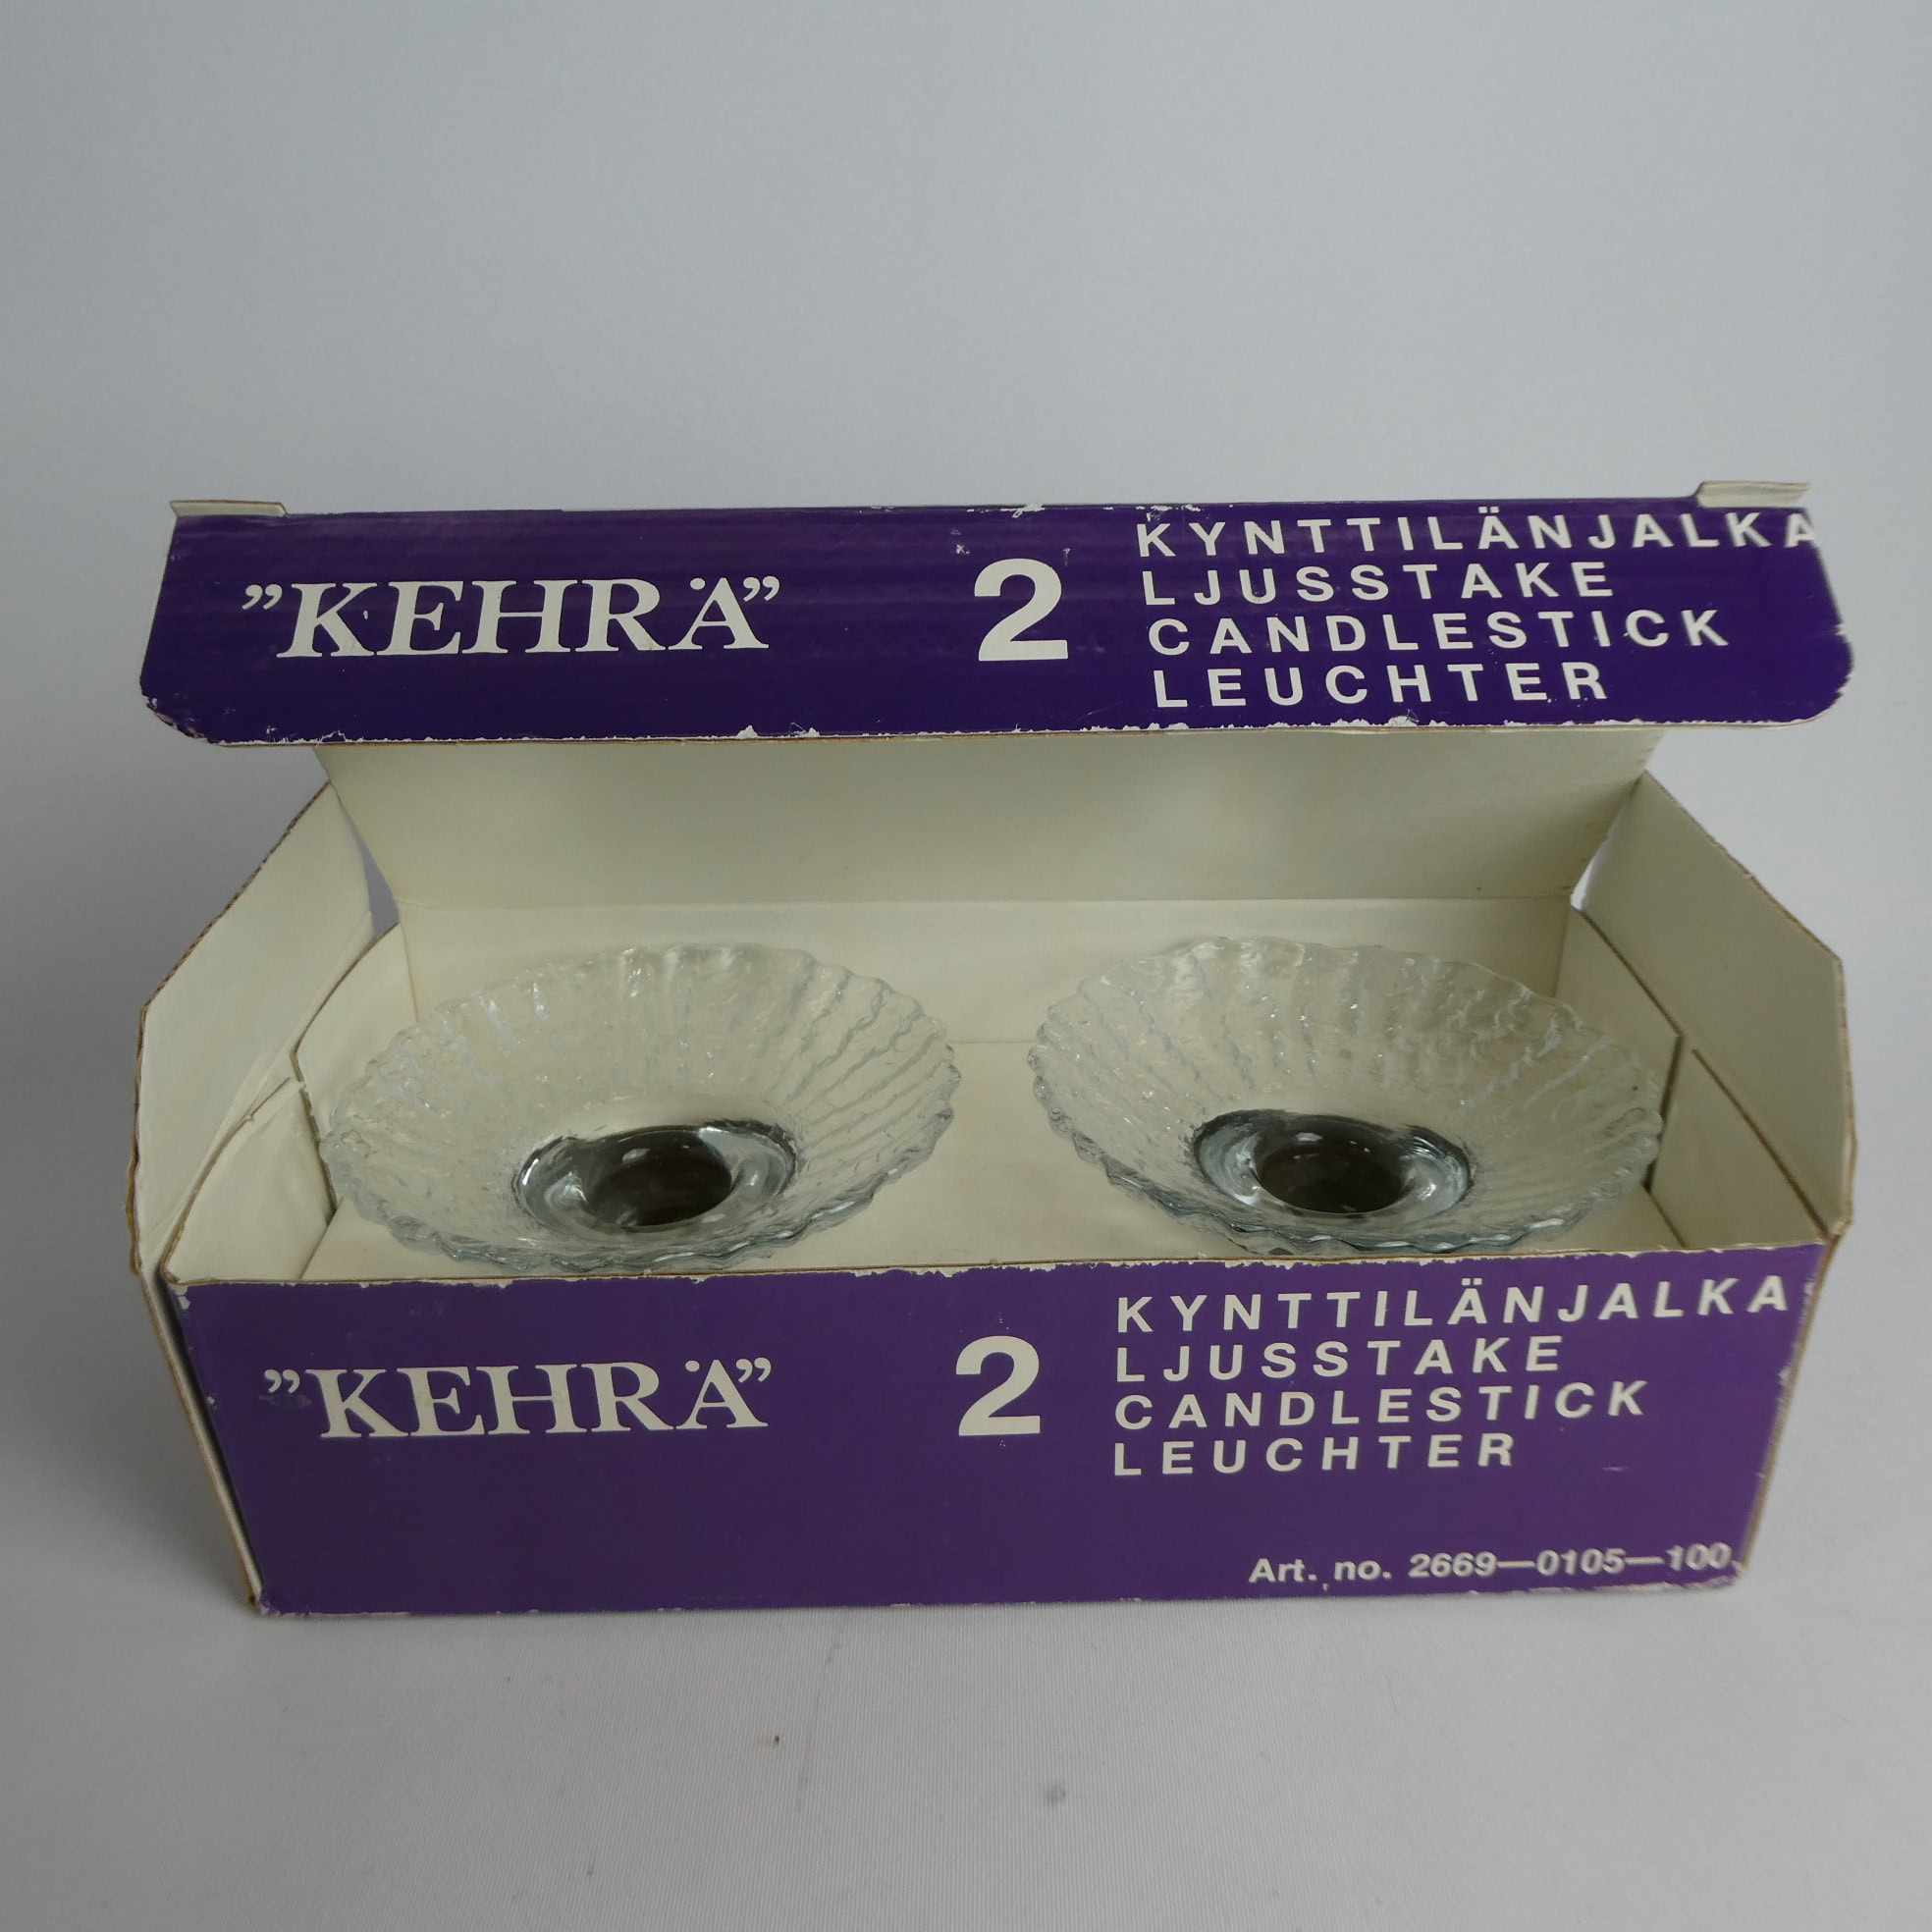 ”KEHRÄ”
2
KYNTTILÄNJALKA
LJUSSTAKE
CANDLESTICK
LEUCHTER
”KEHRÄ”
2
KYNTTILÄNJALKA
LJUSSTAKE
CANDLESTICK
LEUCHTER
Art. no. 2669—0105—100